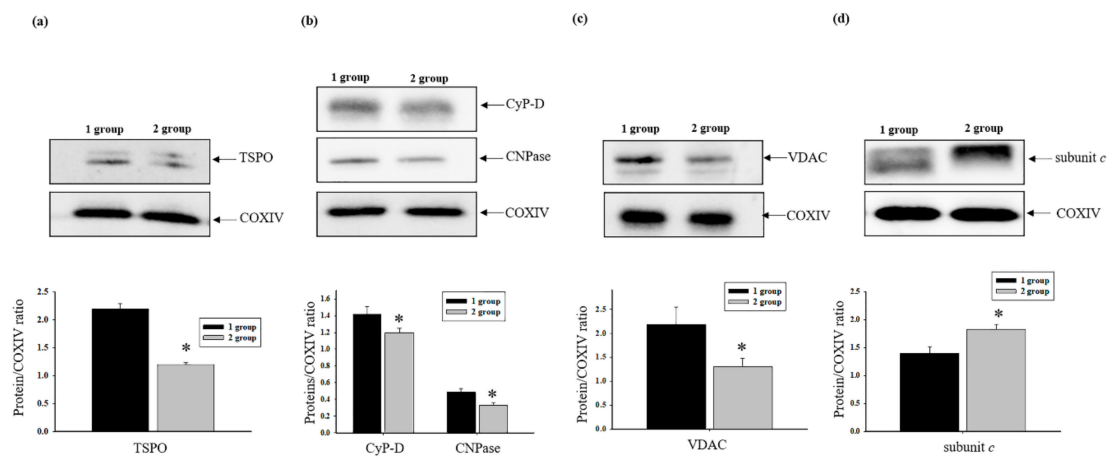 (a)
1 group 2 group
TSPO
COXIV
Protein/COXIV ratio
2.5
2.0
1.5
1.0
0.5
0.0
1 group
2 group
*
TSPO
(b)
1 group 2 group
CyP-D
CNPase
COXIV
Proteins/COXIV ratio
1.6
1.4
1.2
1.0
0.8
0.6
0.4
0.2
0.0
1 group
2 group
*
*
CyP-D CNPase
(c)
1 group 2 group
VDAC
COXIV
Protein/COXIV ratio
2.5
2.0
1.5
1.0
0.5
0.0
1 group
2 group
*
VDAC
(d)
1 group 2 group
subunit c
COXIV
Protein/COXIV ratio
2.5
2.0
1.5
1.0
0.5
0.0
1 group
2 group
*
subunit c